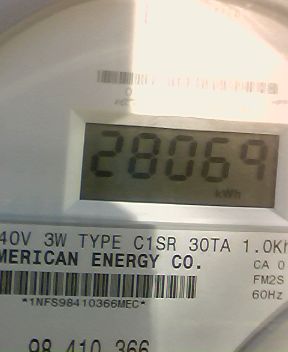 28069
kWh
40V 3W TYPE C1SR 30TA 1.0Kh
MERICAN ENERGY CO.
CA 0
FM2S
60Hz
*1NFS98410366MEC*
98 410 366